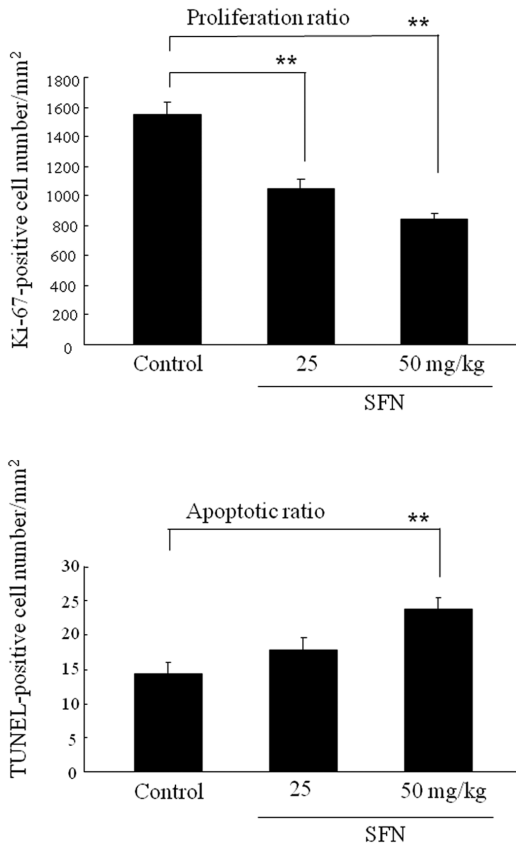 Proliferation ratio
**
**
Ki-67-positive cell number/mm²
1800
1600
1400
1200
1000
800
600
400
200
0
Control
25
50 mg/kg
SFN
Apoptotic ratio
**
TUNEL-positive cell number/mm²
30
25
20
15
10
5
0
Control
25
50 mg/kg
SFN